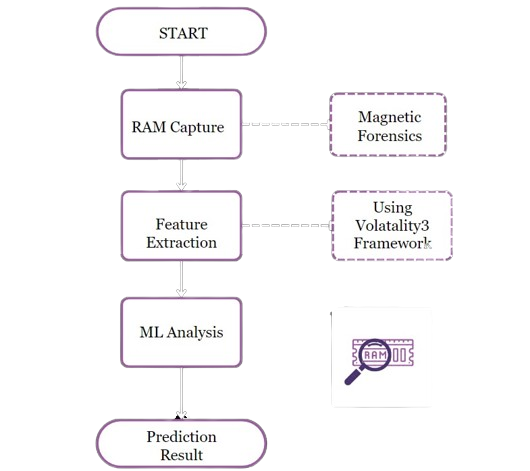 START
RAM Capture
Magnetic
Forensics
Feature
Extraction
Using
Volatality3
Framework
ML Analysis
RAM
Prediction
Result